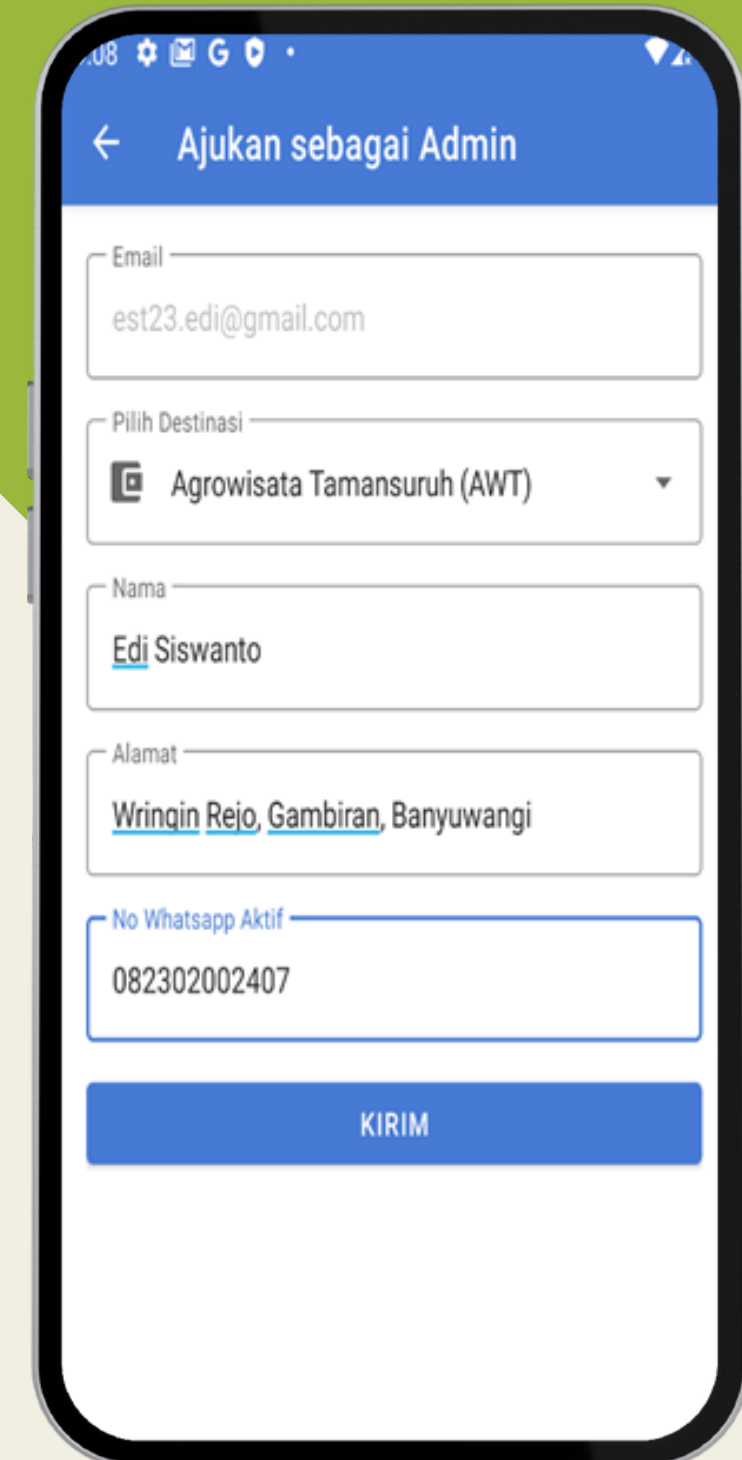 :08
Ajukan sebagai Admin
Email
est23.edi@gmail.com
Pilih Destinasi
Agrowisata Tamansuruh (AWT)
Nama
Edi Siswanto
Alamat
Wringin Rejo, Gambiran, Banyuwangi
No Whatsapp Aktif
082302002407
KIRIM